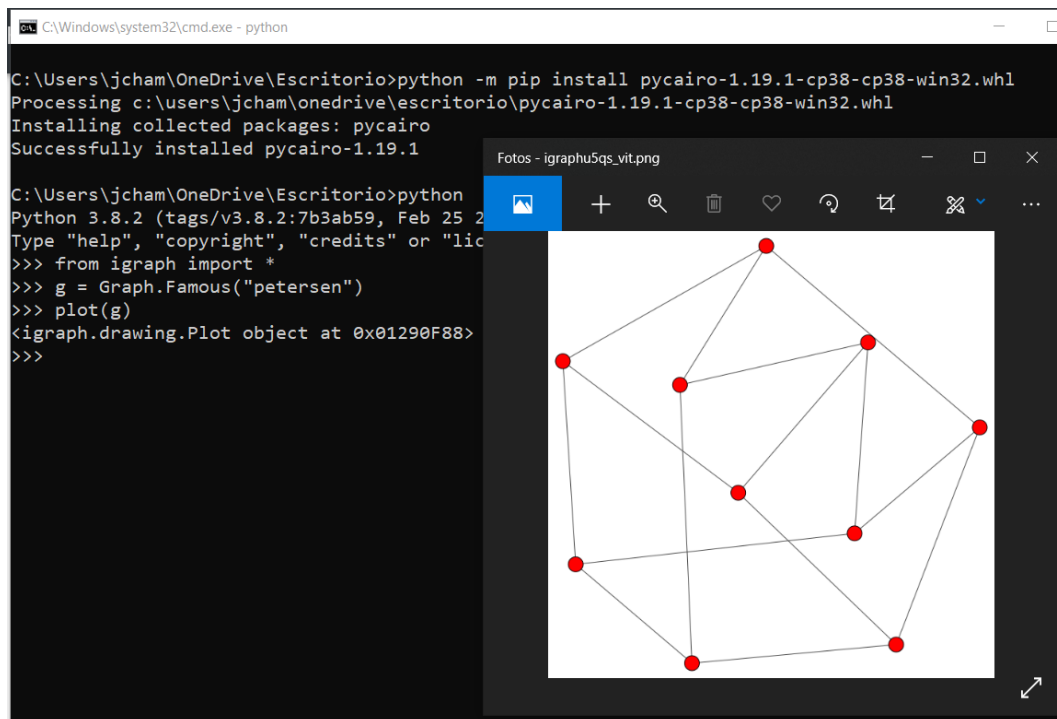 C:\Windows\system32\cmd.exe - python
C:\Users\jcham\OneDrive\Escritorio>python -m pip install pycairo-1.19.1-cp38-cp38-win32.whl
Processing c:\users\jcham\onedrive\escritorio\pycairo-1.19.1-cp38-cp38-win32.whl
Installing collected packages: pycairo
Successfully installed pycairo-1.19.1
C:\Users\jcham\OneDrive\Escritorio>python
Python 3.8.2 (tags/v3.8.2:7b3ab59, Feb 25 2
Type "help", "copyright", "credits" or "lic
>>> from igraph import *
>>> g = Graph.Famous("petersen")
>>> plot(g)
<igraph.drawing.Plot object at 0x01290F88>
>>>
Fotos - igraphu5qs_vit.png